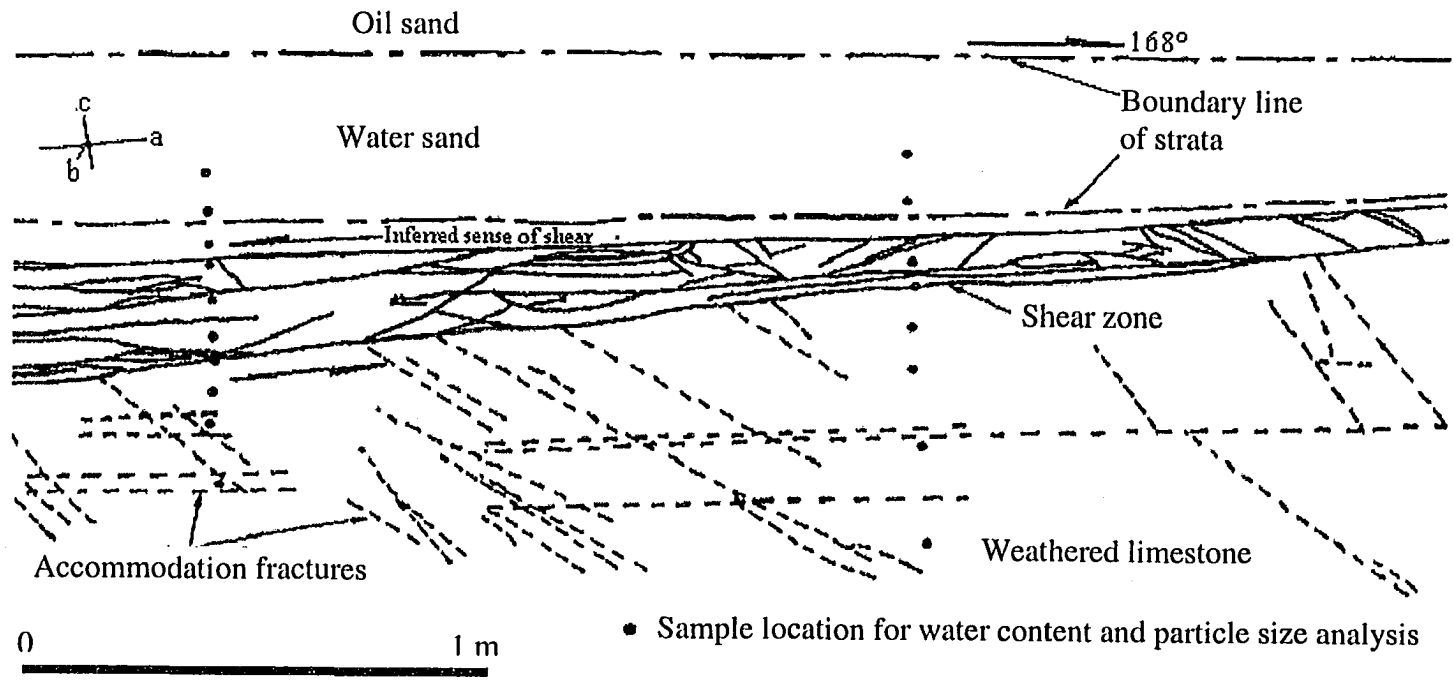 Oil sand
168°
Boundary line
of strata
c
a
b
Water sand
Inferred sense of shear
Shear zone
Accommodation fractures
Weathered limestone
0
1 m
Sample location for water content and particle size analysis